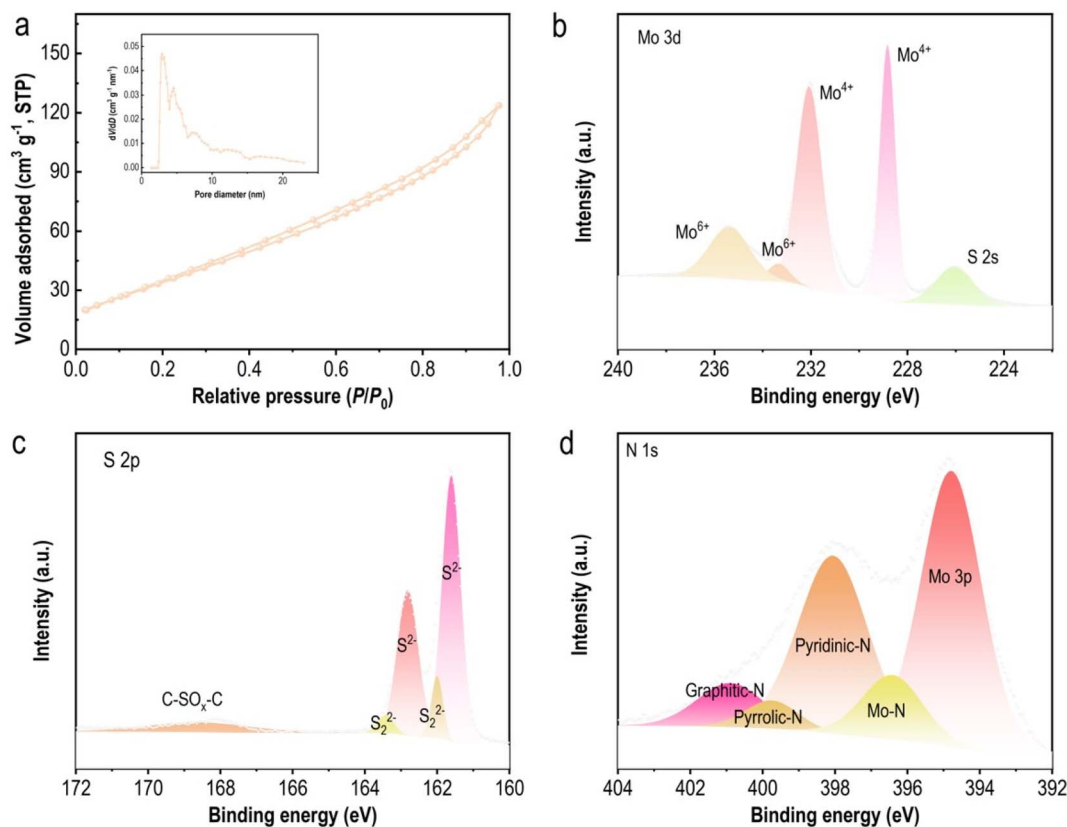 a
Volume adsorbed (cm³ g⁻¹, STP)
150
120
90
60
30
0
0.0 0.2 0.4 0.6 0.8 1.0
Relative pressure (P/P₀)
dV/dD (cm³ g⁻¹ nm⁻¹)
0.05
0.04
0.03
0.02
0.01
0.00
0 10 20
Pore diameter (nm)
b
Mo 3d
Mo⁴⁺
Mo⁴⁺
Mo⁶⁺
Mo⁶⁺
S 2s
Intensity (a.u.)
240 236 232 228 224
Binding energy (eV)
c
S 2p
S²⁻
S²⁻
C-SOₓ-C
S₂²⁻
S₂²⁻
Intensity (a.u.)
172 170 168 166 164 162 160
Binding energy (eV)
d
N 1s
Mo 3p
Pyridinic-N
Graphitic-N
Pyrrolic-N
Mo-N
Intensity (a.u.)
404 402 400 398 396 394 392
Binding energy (eV)